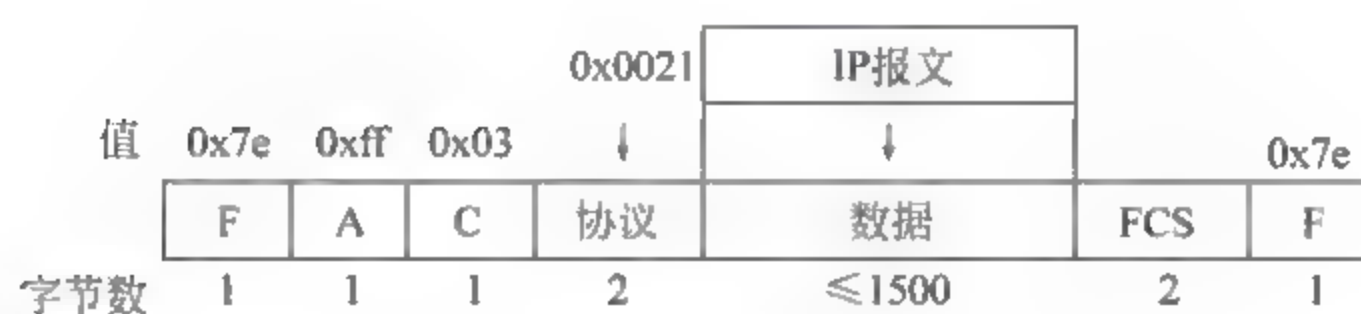 0x0021 IP报文
值 0x7e 0xff 0x03 ↓ ↓ 0x7e
F A C 协议 数据 FCS F
字节数 1 1 1 2 ≤1500 2 1